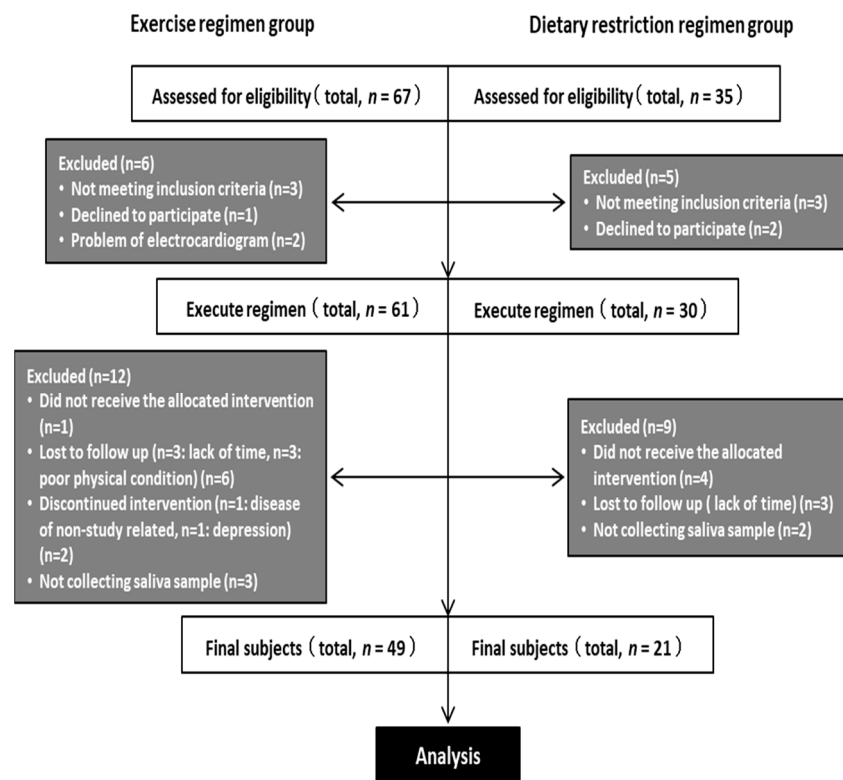 Exercise regimen group
Dietary restriction regimen group
Assessed for eligibility ( total, n = 67 )
Assessed for eligibility ( total, n = 35 )
Excluded (n=6)
• Not meeting inclusion criteria (n=3)
• Declined to participate (n=1)
• Problem of electrocardiogram (n=2)
Excluded (n=5)
• Not meeting inclusion criteria (n=3)
• Declined to participate (n=2)
Execute regimen ( total, n = 61 )
Execute regimen ( total, n = 30 )
Excluded (n=12)
• Did not receive the allocated intervention
(n=1)
• Lost to follow up (n=3: lack of time, n=3:
poor physical condition) (n=6)
• Discontinued intervention (n=1: disease
of non-study related, n=1: depression)
(n=2)
• Not collecting saliva sample (n=3)
Excluded (n=9)
• Did not receive the allocated
intervention (n=4)
• Lost to follow up ( lack of time) (n=3)
• Not collecting saliva sample (n=2)
Final subjects ( total, n = 49 )
Final subjects ( total, n = 21 )
Analysis